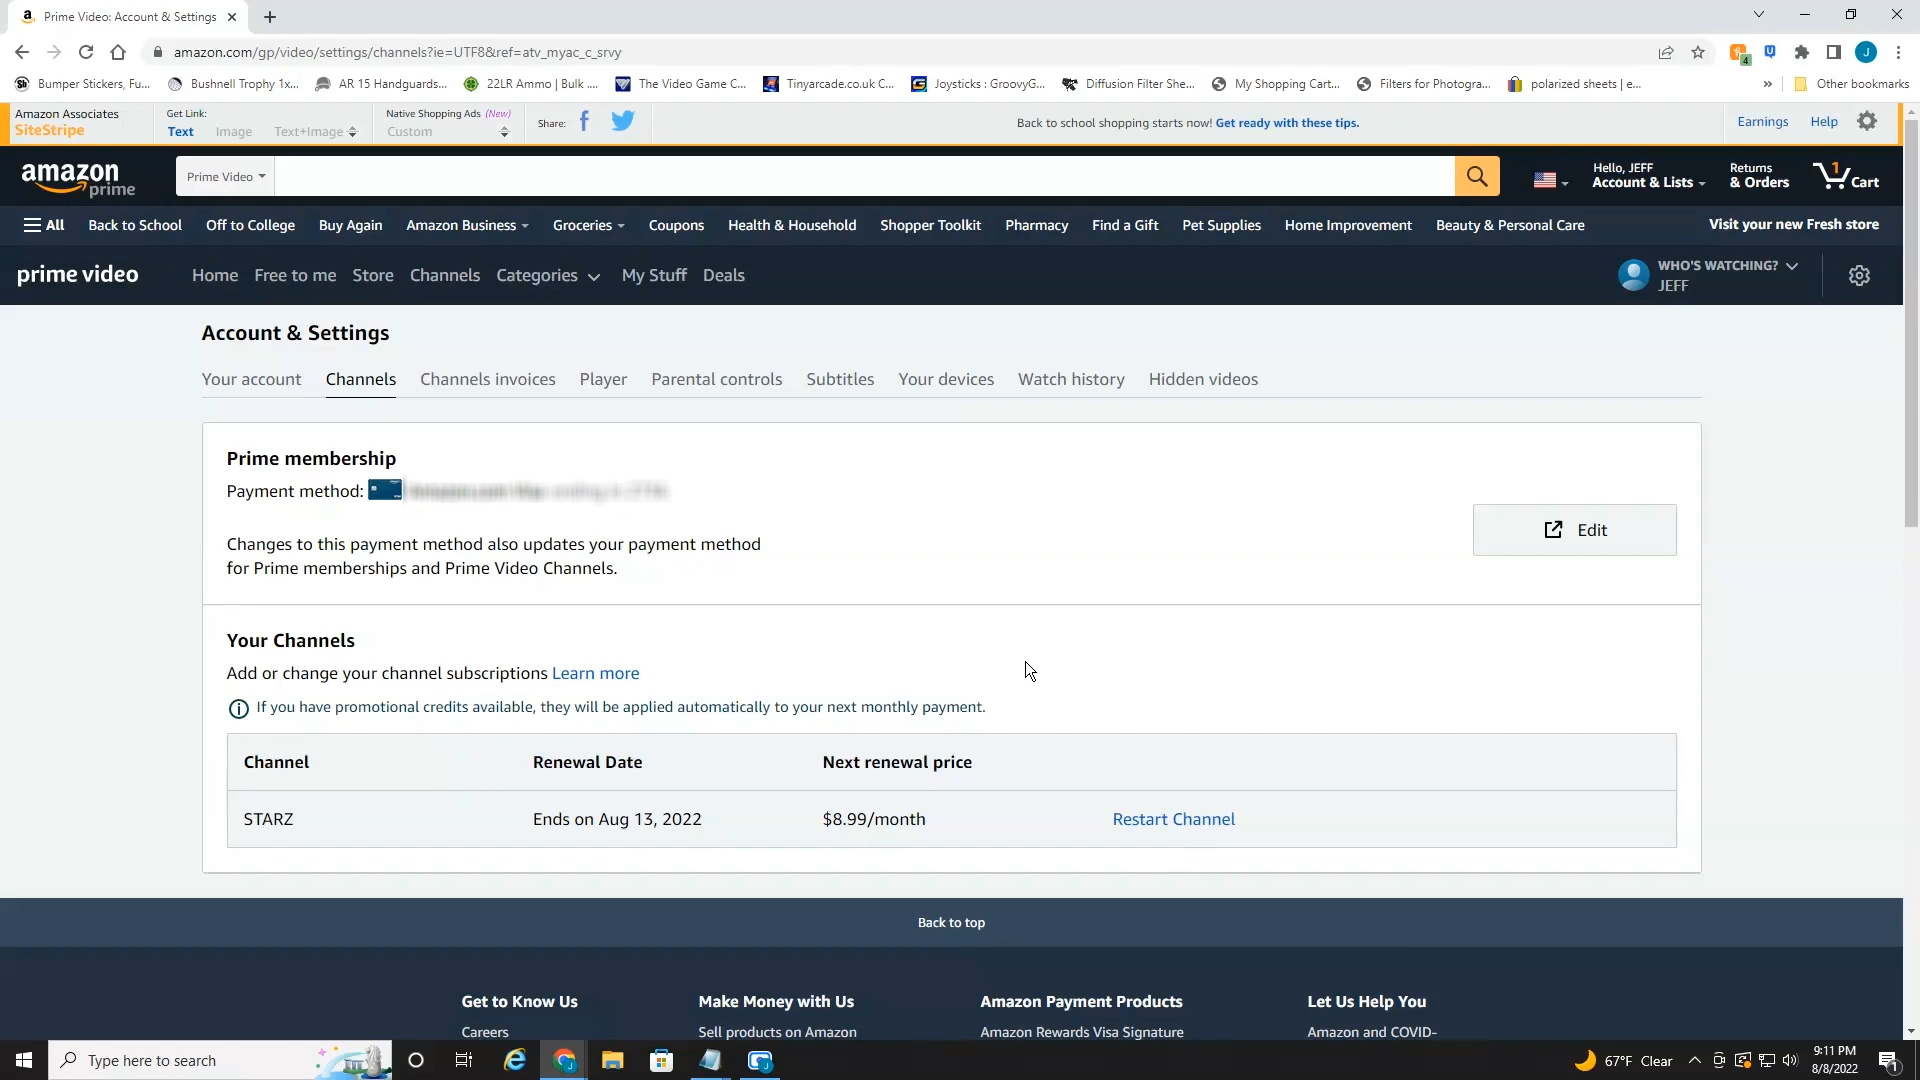 Prime Video: Account & Settings
amazon.com/gp/video/settings/channels?ie=UTF8&ref=atv_myac_c_srvy
4
J
Bumper Stickers, Fu...
Bushnell Trophy 1x...
AR 15 Handguards...
22LR Ammo | Bulk ....
The Video Game C...
Tinyarcade.co.uk C...
Joysticks : GroovyG...
Diffusion Filter She...
My Shopping Cart...
Filters for Photogra...
polarized sheets | e...
»
Other bookmarks
Amazon Associates
SiteStripe
Get Link:
Text Image Text+Image
Native Shopping Ads (New)
Custom
Share:
Back to school shopping starts now! Get ready with these tips.
Earnings
Help
amazon prime
Prime Video
Hello, JEFF
Account & Lists
Returns
& Orders
1
Cart
All
Back to School
Off to College
Buy Again
Amazon Business
Groceries
Coupons
Health & Household
Shopper Toolkit
Pharmacy
Find a Gift
Pet Supplies
Home Improvement
Beauty & Personal Care
Visit your new Fresh store
prime video
Home
Free to me
Store
Channels
Categories
My Stuff
Deals
WHO'S WATCHING?
JEFF
Account & Settings
Your account
Channels
Channels invoices
Player
Parental controls
Subtitles
Your devices
Watch history
Hidden videos
Prime membership
Payment method:
Changes to this payment method also updates your payment method
for Prime memberships and Prime Video Channels.
Edit
Your Channels
Add or change your channel subscriptions Learn more
If you have promotional credits available, they will be applied automatically to your next monthly payment.
Channel Renewal Date Next renewal price
STARZ Ends on Aug 13, 2022 $8.99/month Restart Channel
Back to top
Get to Know Us
Make Money with Us
Amazon Payment Products
Let Us Help You
Careers
Sell products on Amazon
Amazon Rewards Visa Signature
Amazon and COVID-
Type here to search
67°F Clear
9:11 PM
8/8/2022
1